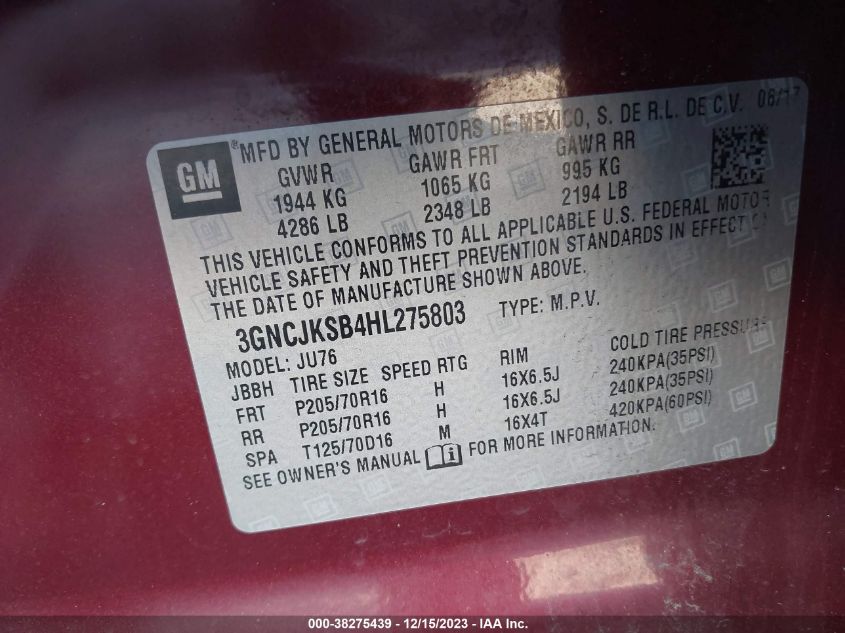 GM
*MFD BY GENERAL MOTORS DE MEXICO, S. DE R.L. DE C.V. 06/17
GVWR GAWR FRT GAWR RR
1944 KG 1065 KG 995 KG
4286 LB 2348 LB 2194 LB
THIS VEHICLE CONFORMS TO ALL APPLICABLE U.S. FEDERAL MOTOR
VEHICLE SAFETY AND THEFT PREVENTION STANDARDS IN EFFECT ON
THE DATE OF MANUFACTURE SHOWN ABOVE.
3GNCJKSB4HL275803 TYPE: M.P.V.
MODEL: JU76
JBBH TIRE SIZE SPEED RTG RIM COLD TIRE PRESSURE
FRT P205/70R16 H 16X6.5J 240KPA(35PSI)
RR P205/70R16 H 16X6.5J 240KPA(35PSI)
SPA T125/70D16 M 16X4T 420KPA(60PSI)
SEE OWNER'S MANUAL FOR MORE INFORMATION.
000-38275439 - 12/15/2023 - IAA Inc.